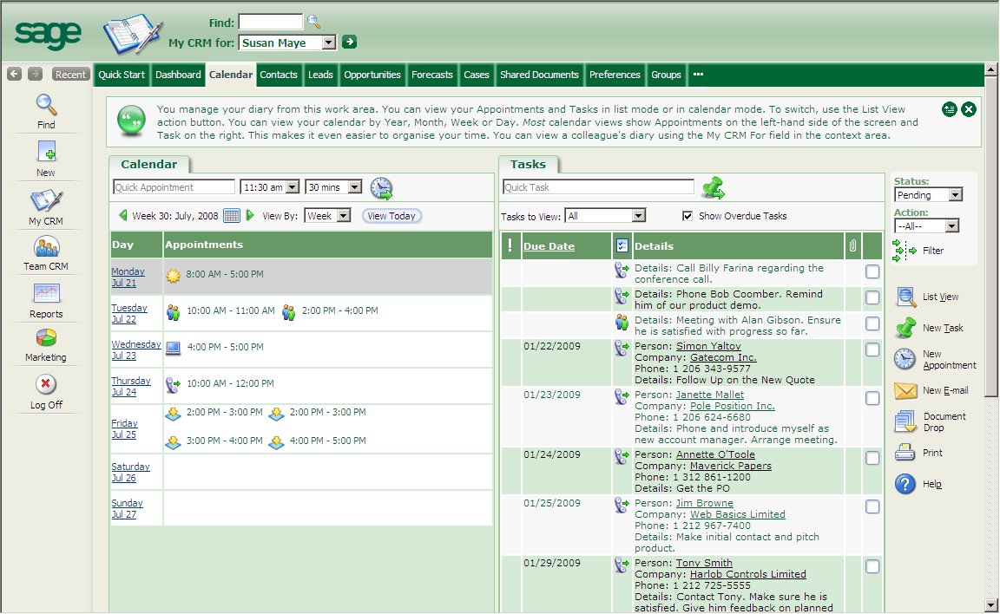 sage
Find:
My CRM for: Susan Maye
Recent
Quick Start Dashboard Calendar Contacts Leads Opportunities Forecasts Cases Shared Documents Preferences Groups •••
Find
New
My CRM
Team CRM
Reports
Marketing
Log Off
You manage your diary from this work area. You can view your Appointments and Tasks in list mode or in calendar mode. To switch, use the List View
action button. You can view your calendar by Year, Month, Week or Day. Most calendar views show Appointments on the left-hand side of the screen and
Task on the right. This makes it even easier to organise your time. You can view a colleague's diary using the My CRM For field in the context area.
Calendar
Quick Appointment 11:30 am 30 mins
Week 30: July, 2008 View By: Week View Today
Day Appointments
Monday
Jul 21
8:00 AM - 5:00 PM
Tuesday
Jul 22
10:00 AM - 11:00 AM 2:00 PM - 4:00 PM
Wednesday
Jul 23
4:00 PM - 5:00 PM
Thursday
Jul 24
10:00 AM - 12:00 PM
Friday
Jul 25
2:00 PM - 3:00 PM 2:00 PM - 3:00 PM
3:00 PM - 4:00 PM 4:00 PM - 5:00 PM
Saturday
Jul 26
Sunday
Jul 27
Tasks
Quick Task
Tasks to View: All Show Overdue Tasks
! Due Date Details
Details: Call Billy Farina regarding the
conference call.
Details: Phone Bob Coomber. Remind
him of our product demo.
Details: Meeting with Alan Gibson. Ensure
he is satisfied with progress so far.
01/22/2009 Person: Simon Yaltoy
Company: Gatecom Inc.
Phone: 1 206 343-9577
Details: Follow Up on the New Quote
01/23/2009 Person: Janette Mallet
Company: Pole Position Inc.
Phone: 1 206 624-6680
Details: Phone and introduce myself as
new account manager. Arrange meeting.
01/24/2009 Person: Annette O'Toole
Company: Maverick Papers
Phone: 1 312 861-1200
Details: Get the PO
01/25/2009 Person: Jim Browne
Company: Web Basics Limited
Phone: 1 212 967-7400
Details: Make initial contact and pitch
product.
01/29/2009 Person: Tony Smith
Company: Harlob Controls Limited
Phone: 1 212 725-5555
Details: Contact Tony. Make sure he is
satisfied. Give him feedback on planned
Status:
Pending
Action:
--All--
Filter
List View
New Task
New
Appointment
New E-mail
Document
Drop
Print
Help